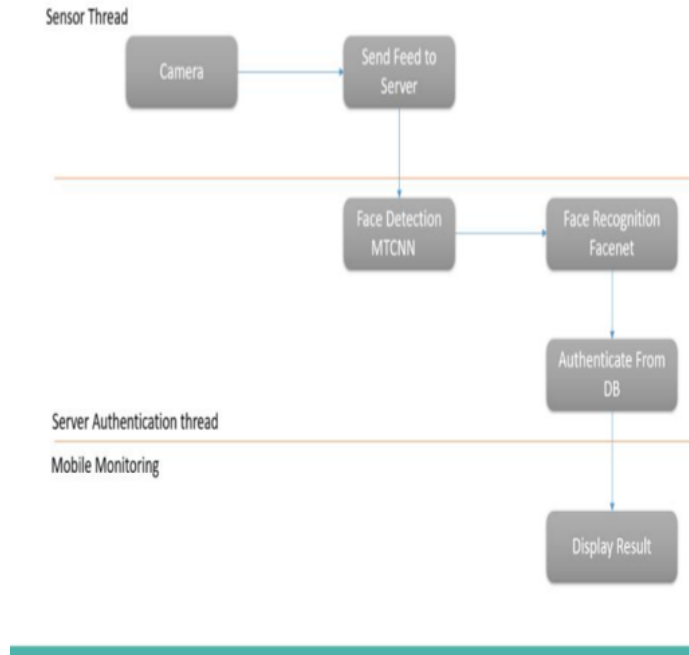 Sensor Thread
Camera
Send Feed to
Server
Face Detection
MTCNN
Face Recognition
Facenet
Authenticate From
DB
Server Authentication thread
Mobile Monitoring
Display Result